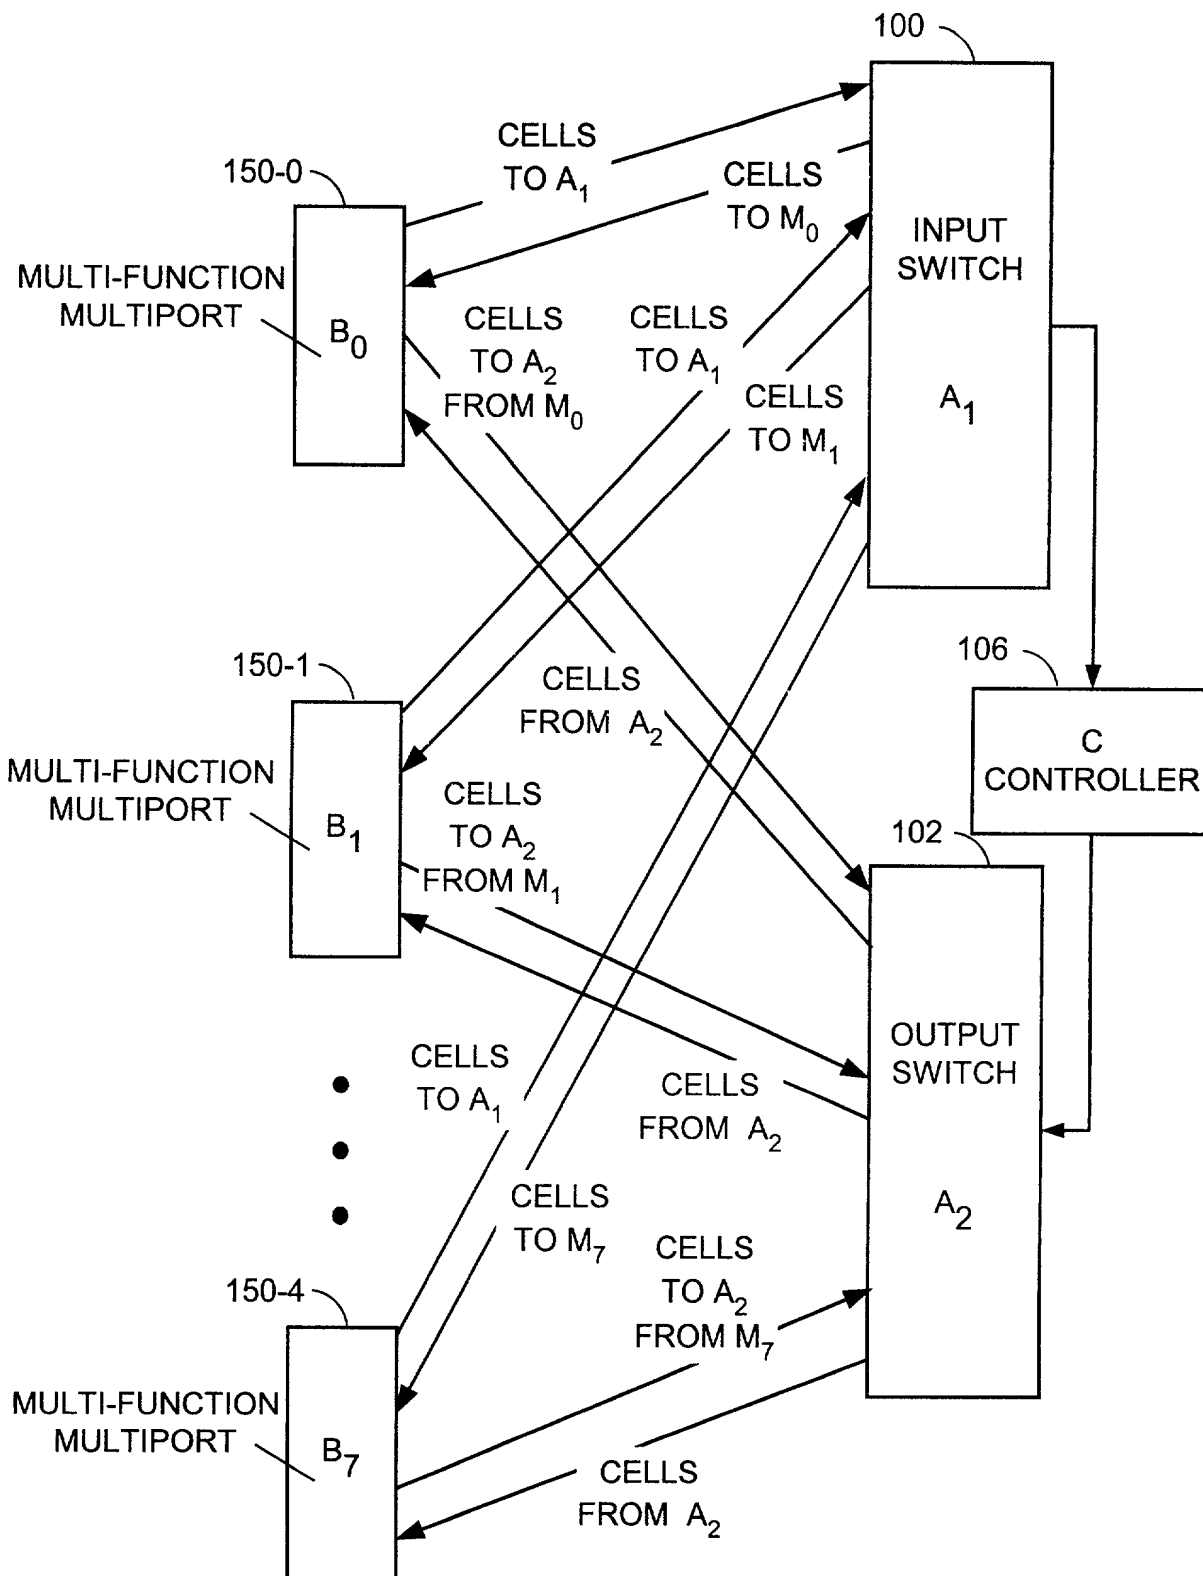 100
CELLS
TO A₁
150-0
CELLS
TO M₀
INPUT
SWITCH
MULTI-FUNCTION
MULTIPORT
B₀
CELLS
TO A₂
FROM M₀
CELLS
TO A₁
A₁
CELLS
TO M₁
150-1
CELLS
FROM A₂
106
C
CONTROLLER
MULTI-FUNCTION
MULTIPORT
B₁
CELLS
TO A₂
FROM M₁
102
OUTPUT
SWITCH
CELLS
TO A₁
CELLS
FROM A₂
CELLS
TO M₇
A₂
CELLS
TO A₂
FROM M₇
150-4
MULTI-FUNCTION
MULTIPORT
B₇
CELLS
FROM A₂